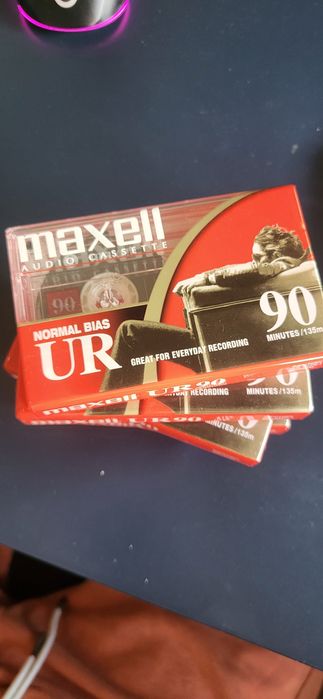 maxell
AUDIO CASSETTE
90
NORMAL BIAS
UR
GREAT FOR EVERYDAY RECORDING
90
MINUTES/135m
maxell UR 90
90
RECORDING
MINUTES/135m
maxell UR 90
MINUTES/135m